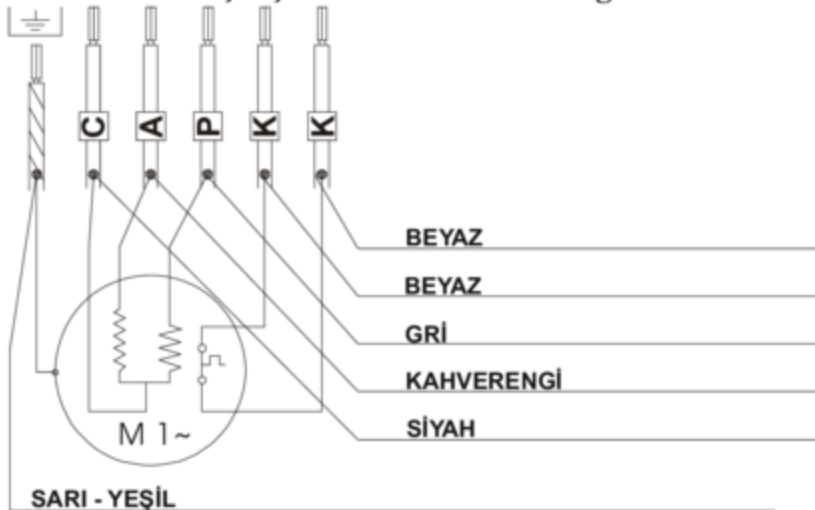 C A P K K
BEYAZ
BEYAZ
GRİ
KAHVERENGİ
SİYAH
M 1~
SARI - YEŞİL